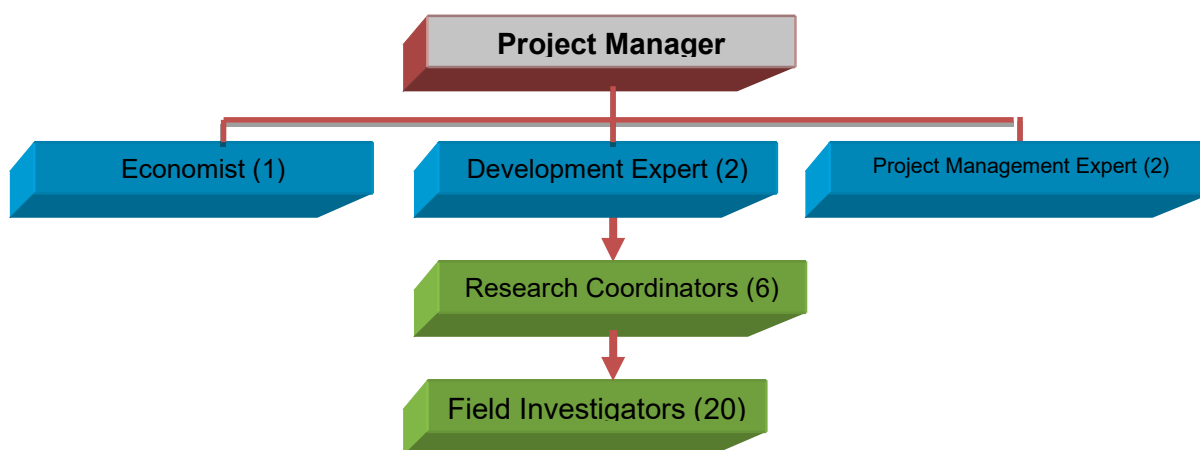 Project Manager
Economist (1)
Development Expert (2)
Project Management Expert (2)
Research Coordinators (6)
Field Investigators (20)